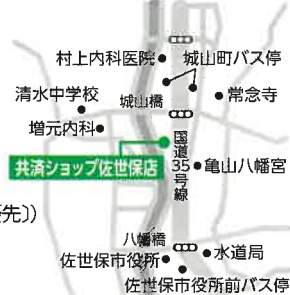 村上内科医院
城山町バス停
清水中学校
城山橋
常念寺
増元内科
国道35号線
共済ショップ佐世保店
亀山八幡宮
先〕）
八幡橋
水道局
佐世保市役所
佐世保市役所前バス停